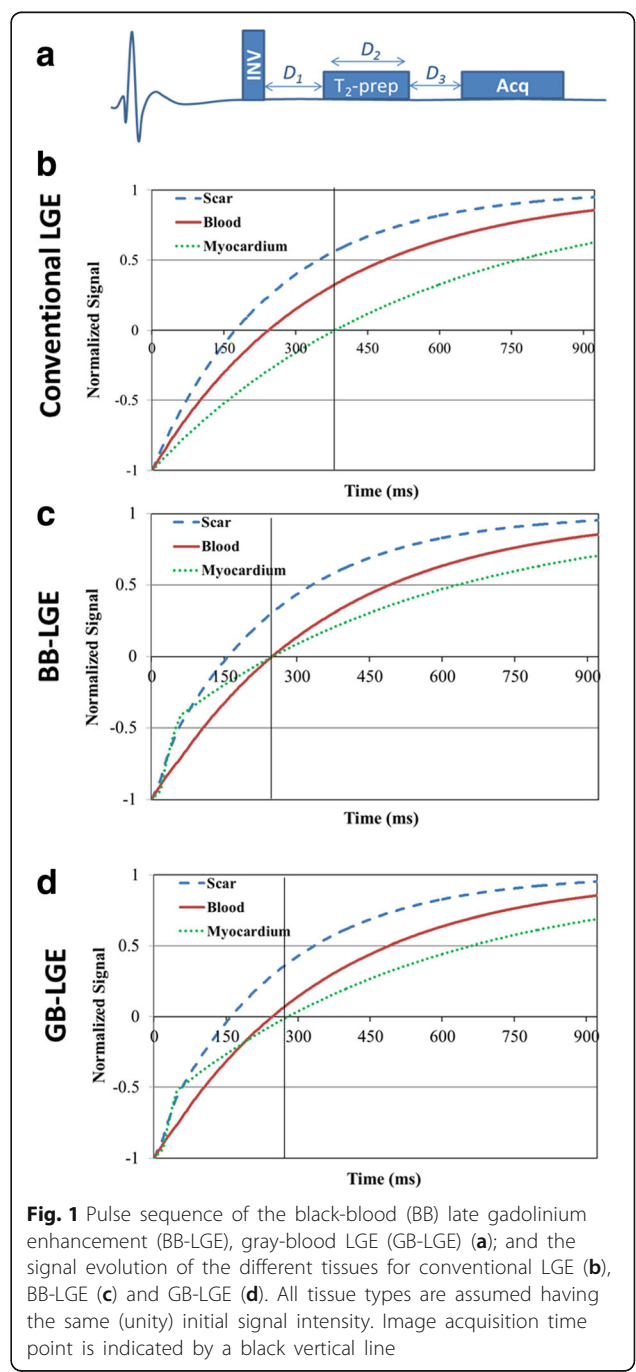 a
INV
D1
D2
T2-prep
D3
Acq
b
Conventional LGE
Normalized Signal
1
0.5
0
-0.5
-1
Scar
Blood
Myocardium
0 150 300 450 600 750 900
Time (ms)
c
BB-LGE
Normalized Signal
1
0.5
0
-0.5
-1
Scar
Blood
Myocardium
0 150 300 450 600 750 900
Time (ms)
d
GB-LGE
Normalized Signal
1
0.5
0
-0.5
-1
Scar
Blood
Myocardium
0 150 300 450 600 750 900
Time (ms)
Fig. 1 Pulse sequence of the black-blood (BB) late gadolinium
enhancement (BB-LGE), gray-blood LGE (GB-LGE) (a); and the
signal evolution of the different tissues for conventional LGE (b),
BB-LGE (c) and GB-LGE (d). All tissue types are assumed having
the same (unity) initial signal intensity. Image acquisition time
point is indicated by a black vertical line